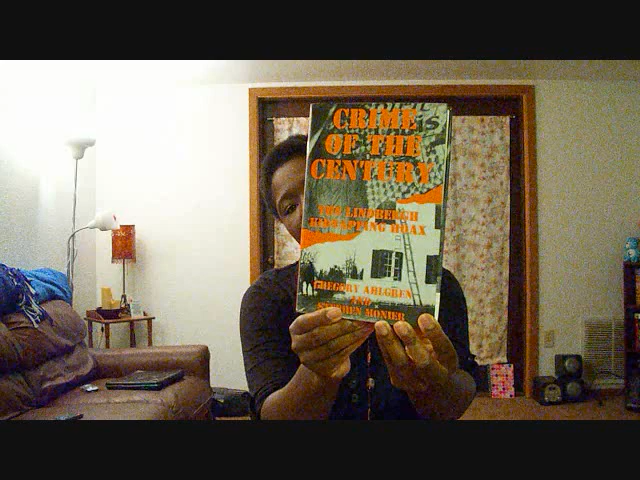 CRIME
OF THE
CENTURY
THE LINDBERGH
KIDNAPPING HOAX
GREGORY AHLGREN
AND
STEPHEN MONIER